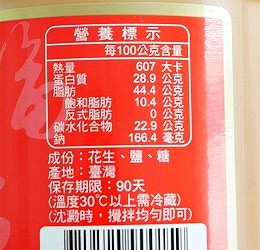 營養標示
每100公克含量
熱量 607 大卡
蛋白質 28.9 公克
脂肪 44.4 公克
飽和脂肪 10.4 公克
反式脂肪 0 公克
碳水化合物 22.9 公克
鈉 166.4 毫克
成份：花生、鹽、糖
產地：臺灣
保存期限：90天
(溫度30℃以上需冷藏)
(沈澱時，攪拌均勻即可)